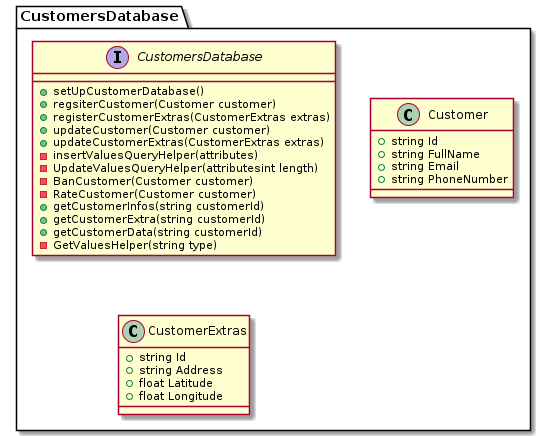 CustomersDatabase
I CustomersDatabase
setUpCustomerDatabase()
regsiterCustomer(Customer customer)
registerCustomerExtras(CustomerExtras extras)
updateCustomer(Customer customer)
updateCustomerExtras(CustomerExtras extras)
insertValuesQueryHelper(attributes)
UpdateValuesQueryHelper(attributesint length)
BanCustomer(Customer customer)
RateCustomer(Customer customer)
getCustomerInfos(string customerId)
getCustomerExtra(string customerId)
getCustomerData(string customerId)
GetValuesHelper(string type)
C Customer
string Id
string FullName
string Email
string PhoneNumber
C CustomerExtras
string Id
string Address
float Latitude
float Longitude